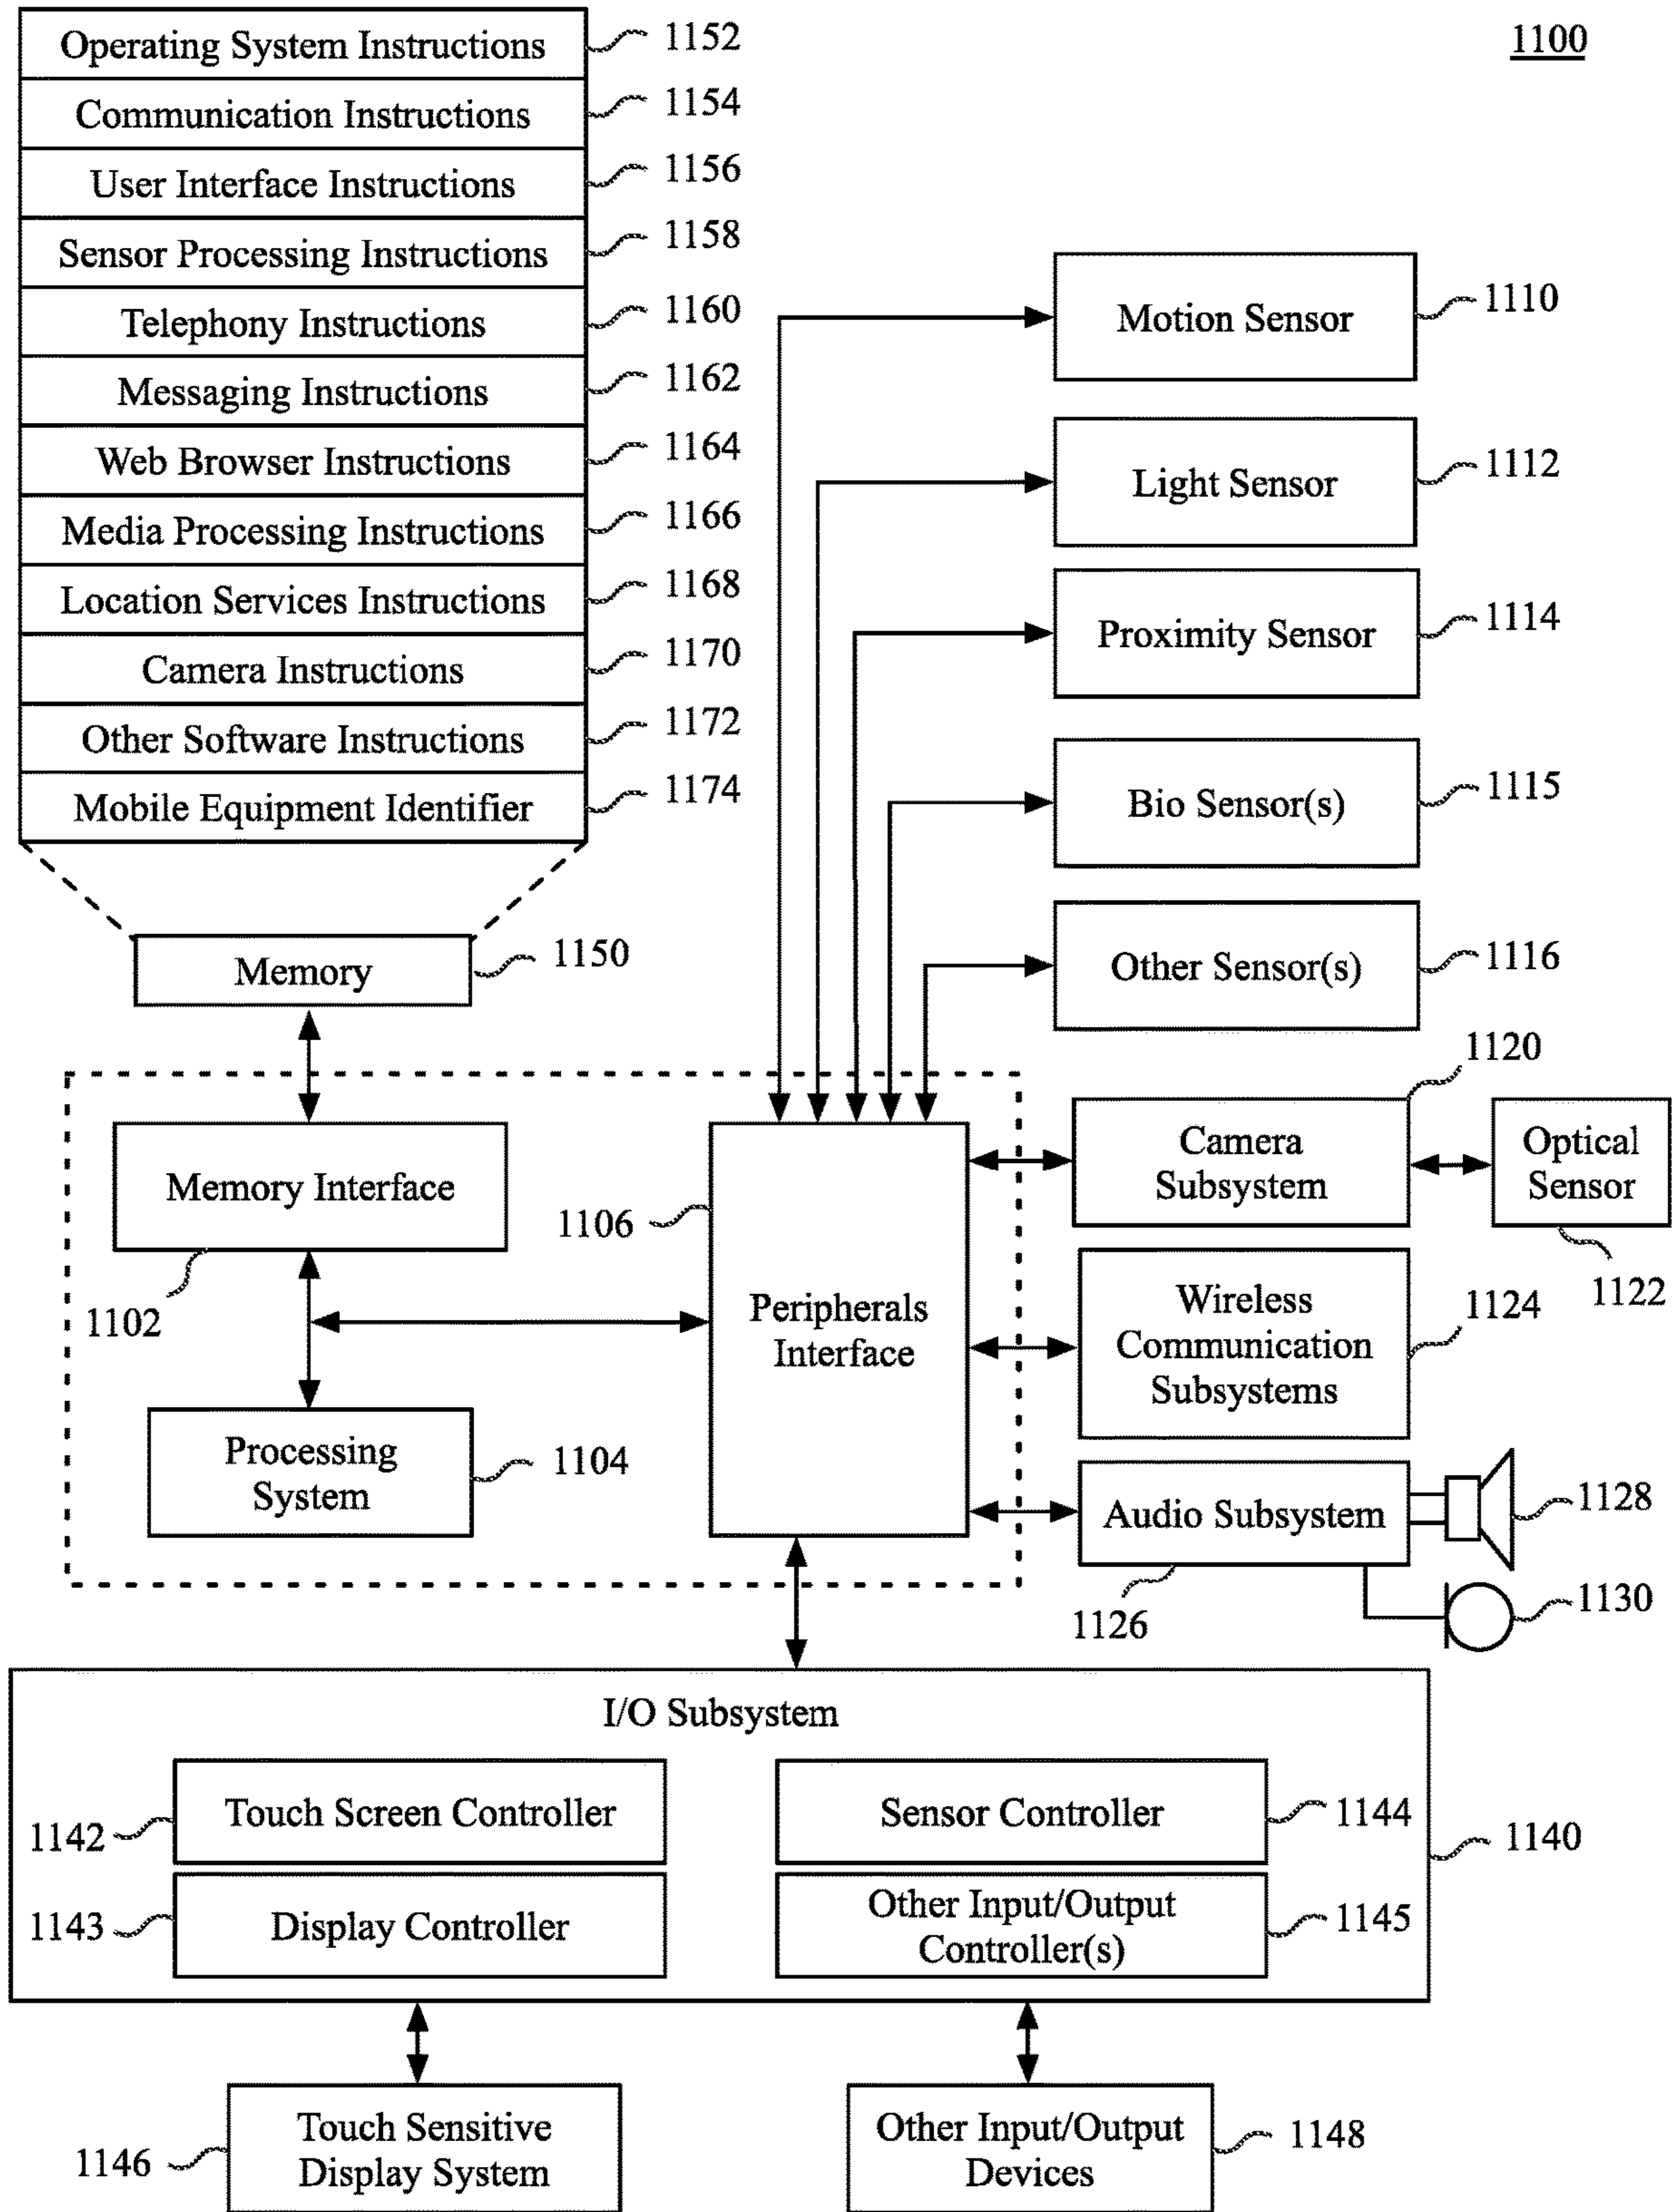 1100
Operating System Instructions
1152
Communication Instructions
1154
User Interface Instructions
1156
Sensor Processing Instructions
1158
Telephony Instructions
1160
Messaging Instructions
1162
Web Browser Instructions
1164
Media Processing Instructions
1166
Location Services Instructions
1168
Camera Instructions
1170
Other Software Instructions
1172
Mobile Equipment Identifier
1174
Memory
1150
Motion Sensor
1110
Light Sensor
1112
Proximity Sensor
1114
Bio Sensor(s)
1115
Other Sensor(s)
1116
Memory Interface
1102
Processing
System
1104
1106
Peripherals
Interface
1120
Camera
Subsystem
Optical
Sensor
1122
Wireless
Communication
Subsystems
1124
Audio Subsystem
1126
1128
1130
I/O Subsystem
1140
Touch Screen Controller
1142
Sensor Controller
1144
Display Controller
1143
Other Input/Output
Controller(s)
1145
Touch Sensitive
Display System
1146
Other Input/Output
Devices
1148